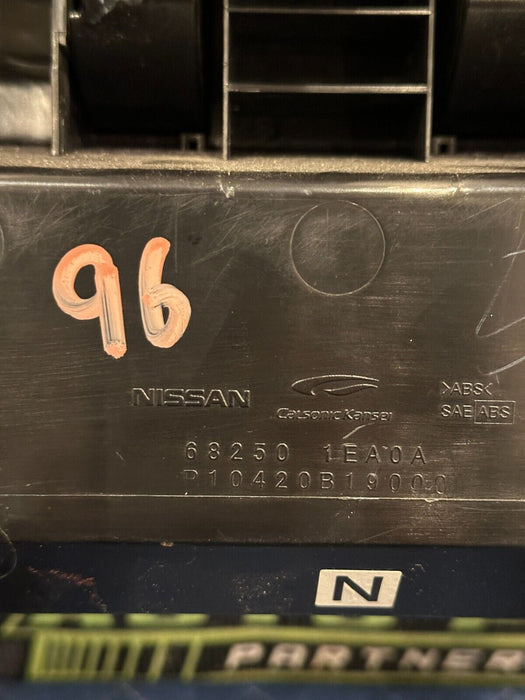 96
NISSAN
Calsonic Kansei
>ABS<
SAE ABS
68250 1EA0A
P10420B19000
N
PARTNER